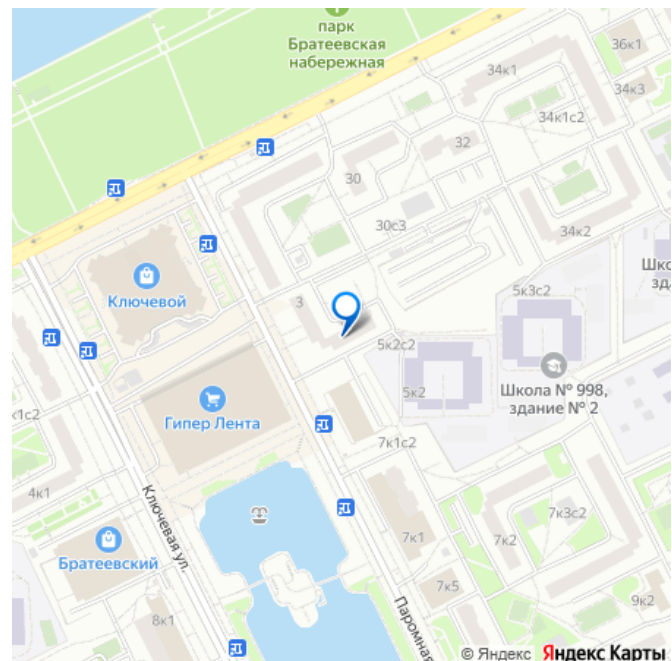 парк
Братеевская
набережная
36к1
34к1
34к3
34к1с2
32
30
30с3
34к2
Шко
зда
Ключевой
3
5к3с2
5к2с2
5к2
Школа № 998,
здание № 2
Гипер Лента
к1с2
7к1с2
4к1
Ключевая ул.
Братеевский
7к1
7к2
7к3с2
7к5
9к2
8к1
Паромная
© Яндекс Яндекс Карты